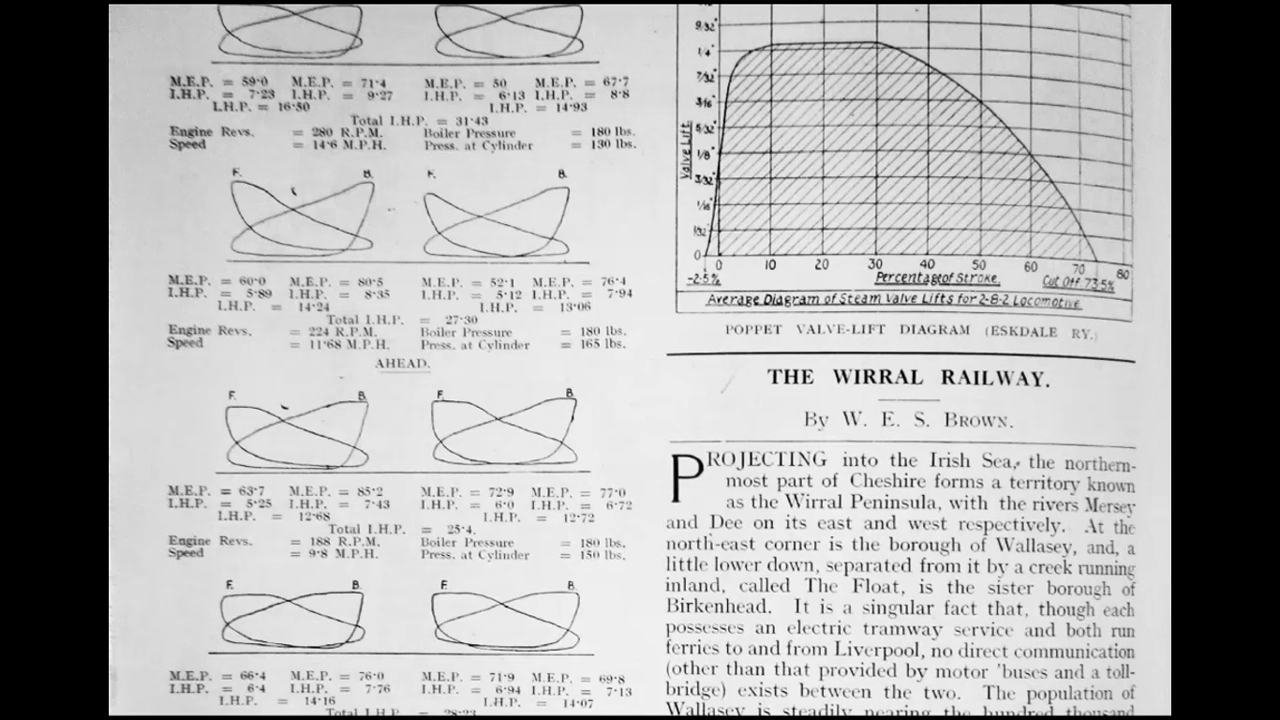 M.E.P. = 59·0 M.E.P. = 71·4 M.E.P. = 50 M.E.P. = 67·7
I.H.P. = 7·23 I.H.P. = 9·27 I.H.P. = 6·13 I.H.P. = 8·8
I.H.P. = 16·50 I.H.P. = 14·93
Total I.H.P. = 31·43
Engine Revs. = 280 R.P.M. Boiler Pressure = 180 lbs.
Speed = 14·6 M.P.H. Press. at Cylinder = 130 lbs.
F. B. F. B.
M.E.P. = 60·0 M.E.P. = 80·5 M.E.P. = 52·1 M.E.P. = 76·4
I.H.P. = 5·89 I.H.P. = 8·35 I.H.P. = 5·12 I.H.P. = 7·94
I.H.P. = 14·24 I.H.P. = 13·06
Total I.H.P. = 27·30
Engine Revs. = 224 R.P.M. Boiler Pressure = 180 lbs.
Speed = 11·68 M.P.H. Press. at Cylinder = 165 lbs.
AHEAD.
F. B. F. B.
M.E.P. = 63·7 M.E.P. = 85·2 M.E.P. = 72·9 M.E.P. = 77·0
I.H.P. = 5·25 I.H.P. = 7·43 I.H.P. = 6·0 I.H.P. = 6·72
I.H.P. = 12·68 I.H.P. = 12·72
Total I.H.P. = 25·4.
Engine Revs. = 188 R.P.M. Boiler Pressure = 180 lbs.
Speed = 9·8 M.P.H. Press. at Cylinder = 150 lbs.
F. B. F. B.
M.E.P. = 66·4 M.E.P. = 76·0 M.E.P. = 71·9 M.E.P. = 69·8
I.H.P. = 6·4 I.H.P. = 7·76 I.H.P. = 6·94 I.H.P. = 7·13
I.H.P. = 14·16 I.H.P. = 14·07
Total I.H.P. = 28·23
9/32"
1/4"
7/32"
3/16"
5/32"
1/8"
3/32"
1/16"
1/32"
0
Valve Lift.
0 10 20 30 40 50 60 70 80
-2·5% Percentage of Stroke. Cut Off 73.5%
Average Diagram of Steam Valve Lifts for 2-8-2 Locomotive
POPPET VALVE-LIFT DIAGRAM (ESKDALE RY.)
THE WIRRAL RAILWAY.
By W. E. S. BROWN.
PROJECTING into the Irish Sea, the northern-
most part of Cheshire forms a territory known
as the Wirral Peninsula, with the rivers Mersey
and Dee on its east and west respectively. At the
north-east corner is the borough of Wallasey, and, a
little lower down, separated from it by a creek running
inland, called The Float, is the sister borough of
Birkenhead. It is a singular fact that, though each
possesses an electric tramway service and both run
ferries to and from Liverpool, no direct communication
(other than that provided by motor 'buses and a toll-
bridge) exists between the two. The population of
Wallasey is steadily nearing the hundred thousand